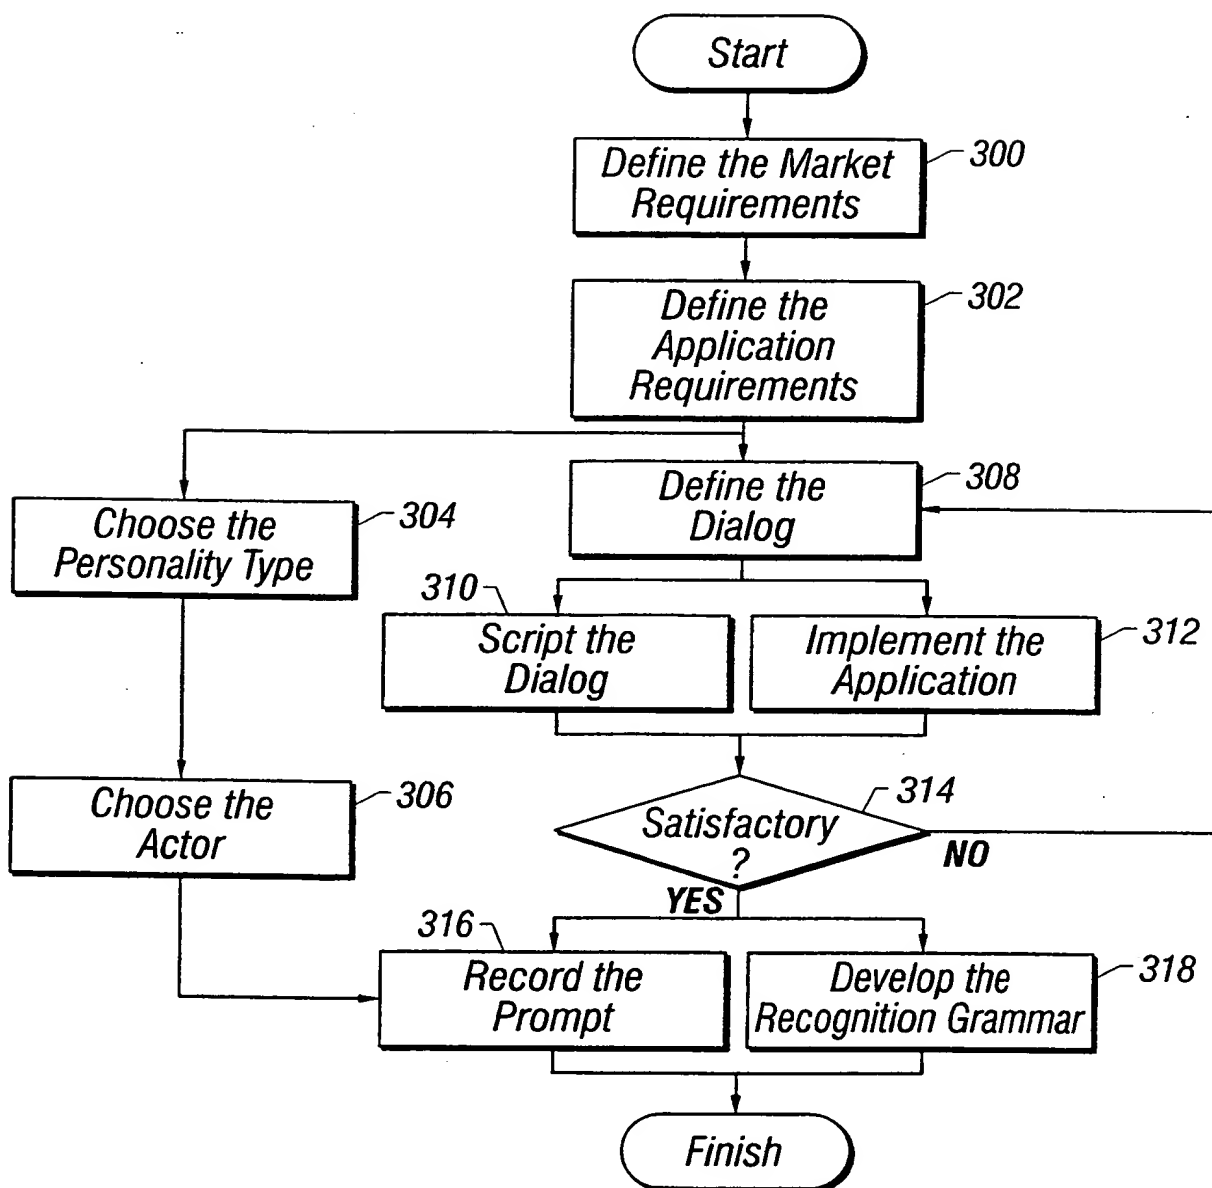 Start
Define the Market
Requirements
300
Define the
Application
Requirements
302
Define the
Dialog
308
Choose the
Personality Type
304
310
Script the
Dialog
Implement the
Application
312
Choose the
Actor
306
Satisfactory
?
314
NO
YES
316
Record the
Prompt
Develop the
Recognition Grammar
318
Finish